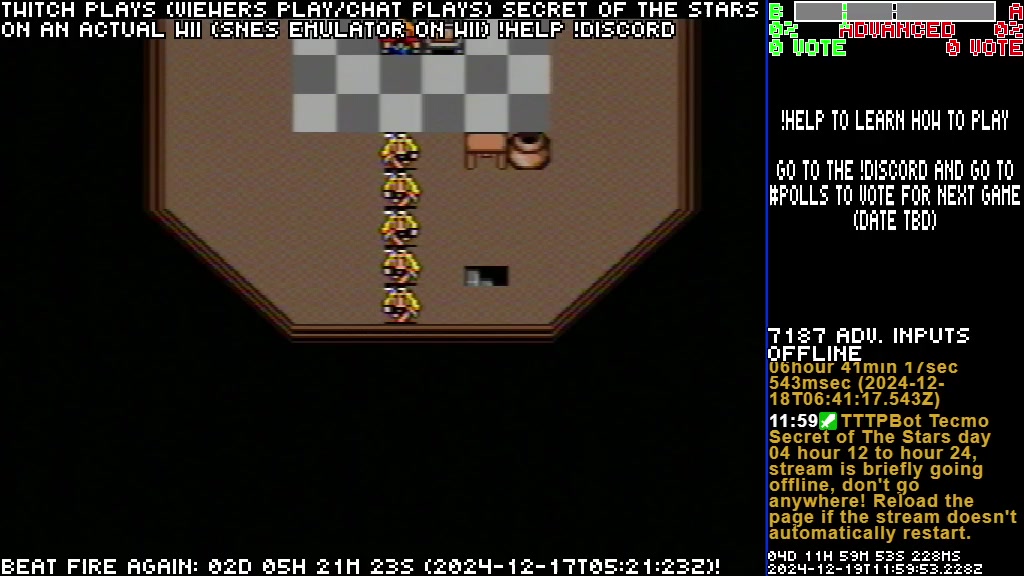 TWITCH PLAYS (VIEWERS PLAY/CHAT PLAYS) SECRET OF THE STARS
ON AN ACTUAL WII (SNES EMULATOR ON WII) !HELP !DISCORD
B A
0% ADVANCED 0%
0 VOTE 0 VOTE
!HELP TO LEARN HOW TO PLAY
GO TO THE !DISCORD AND GO TO
#POLLS TO VOTE FOR NEXT GAME
(DATE TBD)
7187 ADV. INPUTS
OFFLINE
06hour 41min 17sec
543msec (2024-12-
18T06:41:17.543Z)
11:59 TTTPBot Tecmo
Secret of The Stars day
04 hour 12 to hour 24,
stream is briefly going
offline, don't go
anywhere! Reload the
page if the stream doesn't
automatically restart.
04D 11H 59M 53S 228MS
2024-12-19T11:59:53.228Z
BEAT FIRE AGAIN: 02D 05H 21M 23S (2024-12-17T05:21:23Z)!